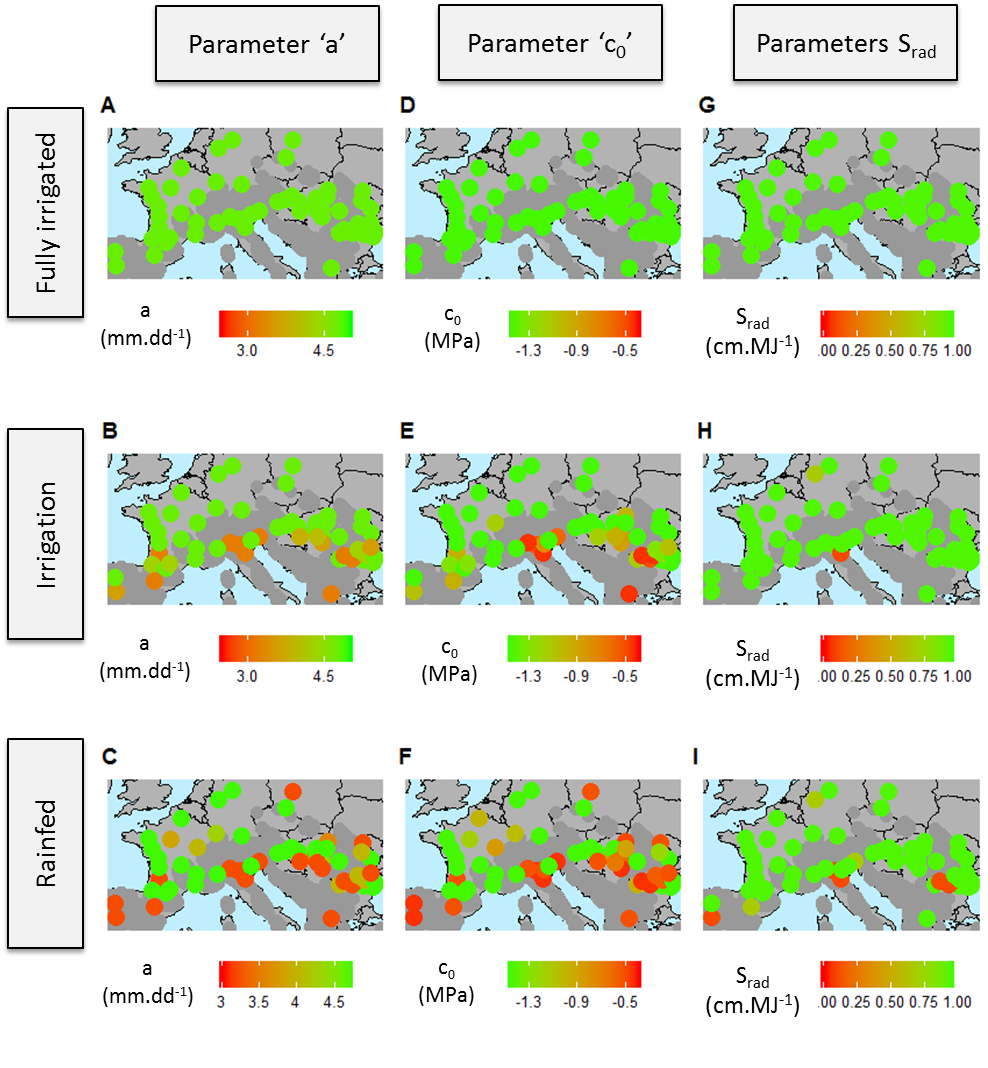 Parameter ‘a’ Parameter ‘c₀’ Parameters Sᵣₐd
A D G
Fully irrigated
a c₀ Sᵣₐd
(mm.dd⁻¹) 3.0 4.5 (MPa) -1.3 -0.9 -0.5 (cm.MJ⁻¹) .00 0.25 0.50 0.75 1.00
B E H
Irrigation
a c₀ Sᵣₐd
(mm.dd⁻¹) 3.0 4.5 (MPa) -1.3 -0.9 -0.5 (cm.MJ⁻¹) .00 0.25 0.50 0.75 1.00
C F I
Rainfed
a c₀ Sᵣₐd
(mm.dd⁻¹) 3 3.5 4 4.5 (MPa) -1.3 -0.9 -0.5 (cm.MJ⁻¹) 0.00 0.25 0.50 0.75 1.00